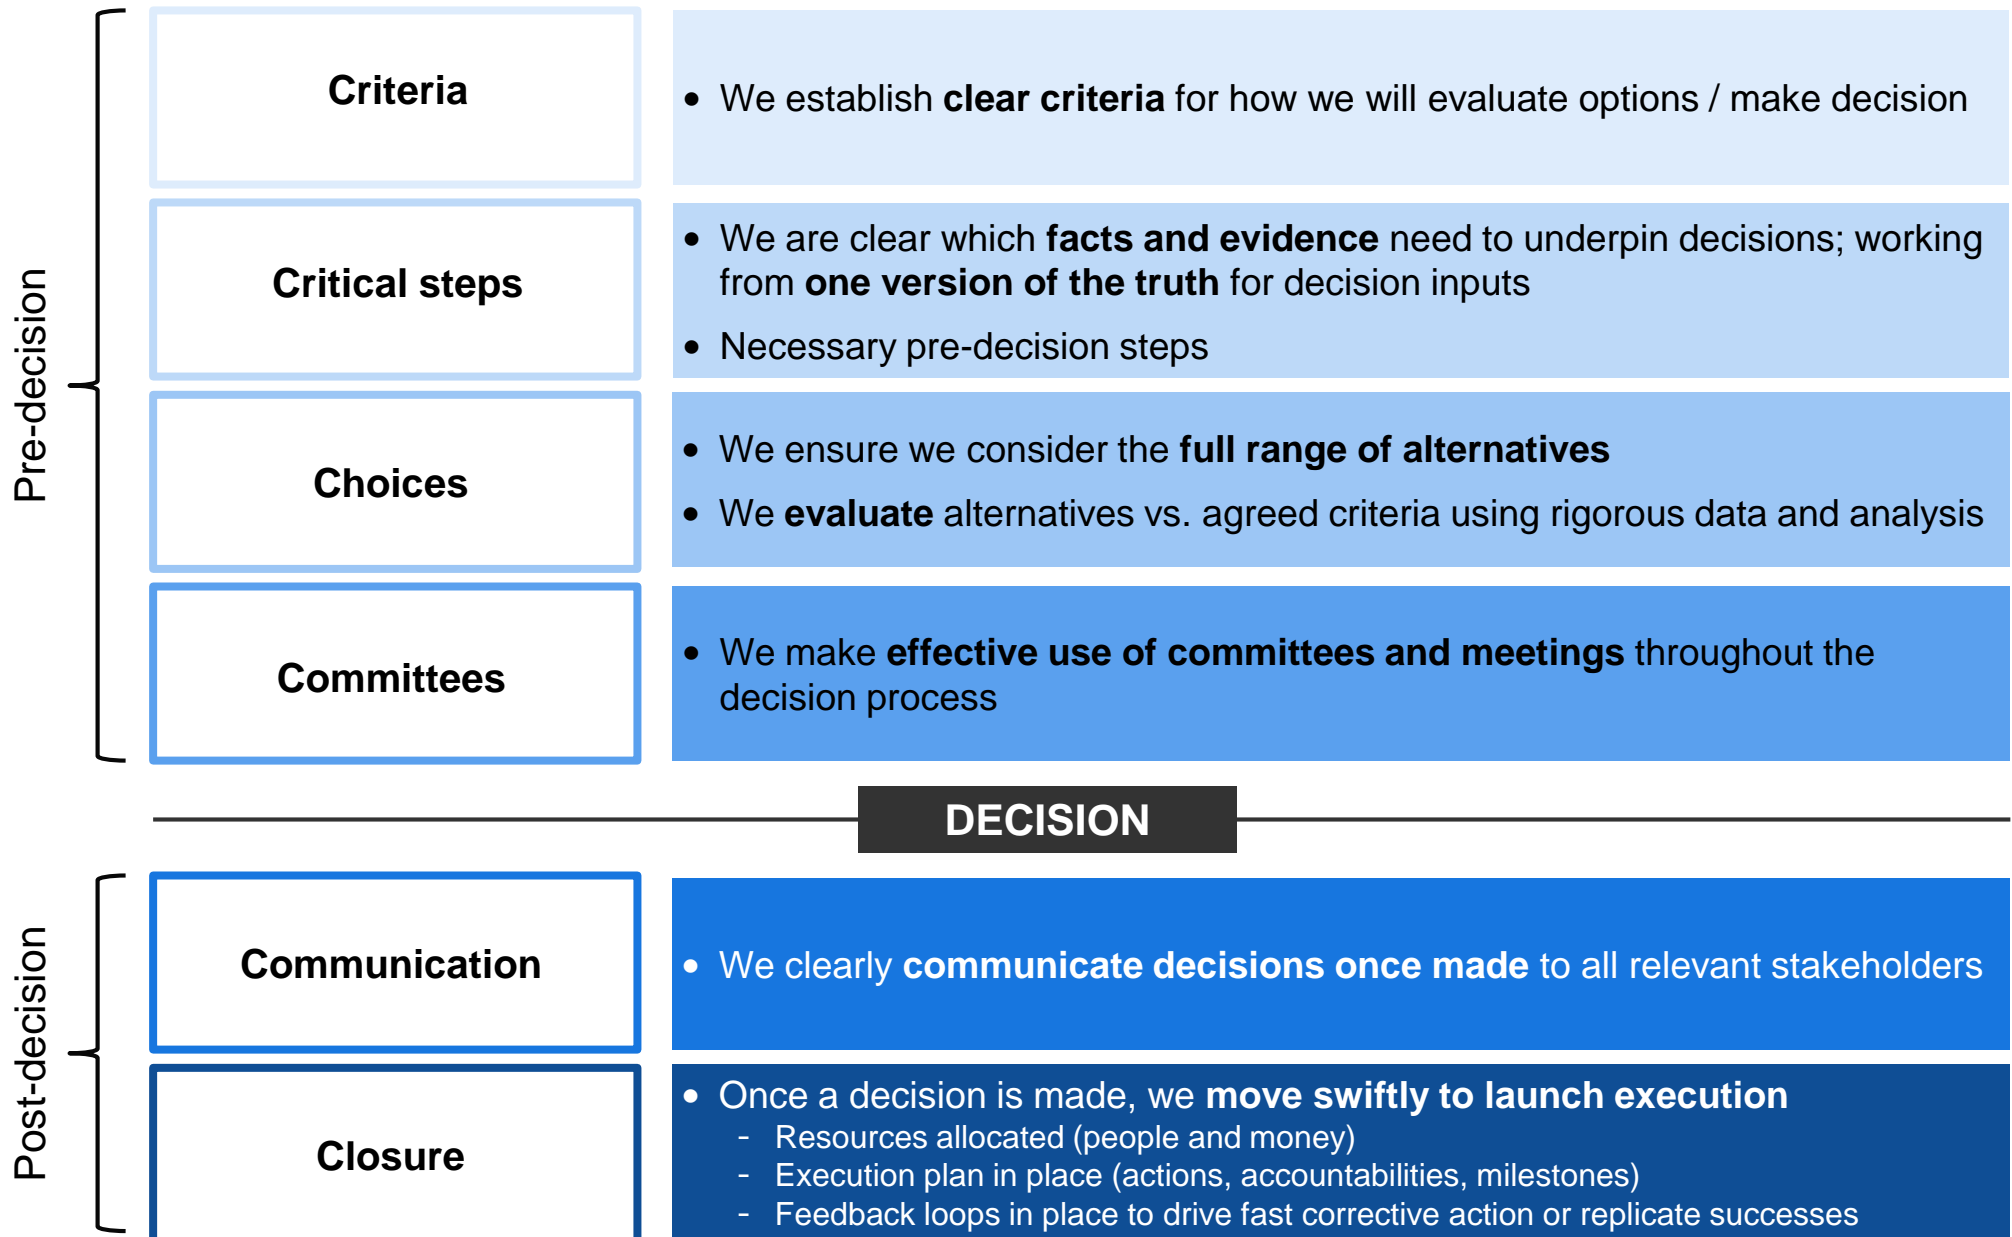 Pre-decision
Criteria
• We establish clear criteria for how we will evaluate options / make decision
Critical steps
• We are clear which facts and evidence need to underpin decisions; working
from one version of the truth for decision inputs
• Necessary pre-decision steps
Choices
• We ensure we consider the full range of alternatives
• We evaluate alternatives vs. agreed criteria using rigorous data and analysis
Committees
• We make effective use of committees and meetings throughout the
decision process
DECISION
Post-decision
Communication
• We clearly communicate decisions once made to all relevant stakeholders
Closure
• Once a decision is made, we move swiftly to launch execution
- Resources allocated (people and money)
- Execution plan in place (actions, accountabilities, milestones)
- Feedback loops in place to drive fast corrective action or replicate successes